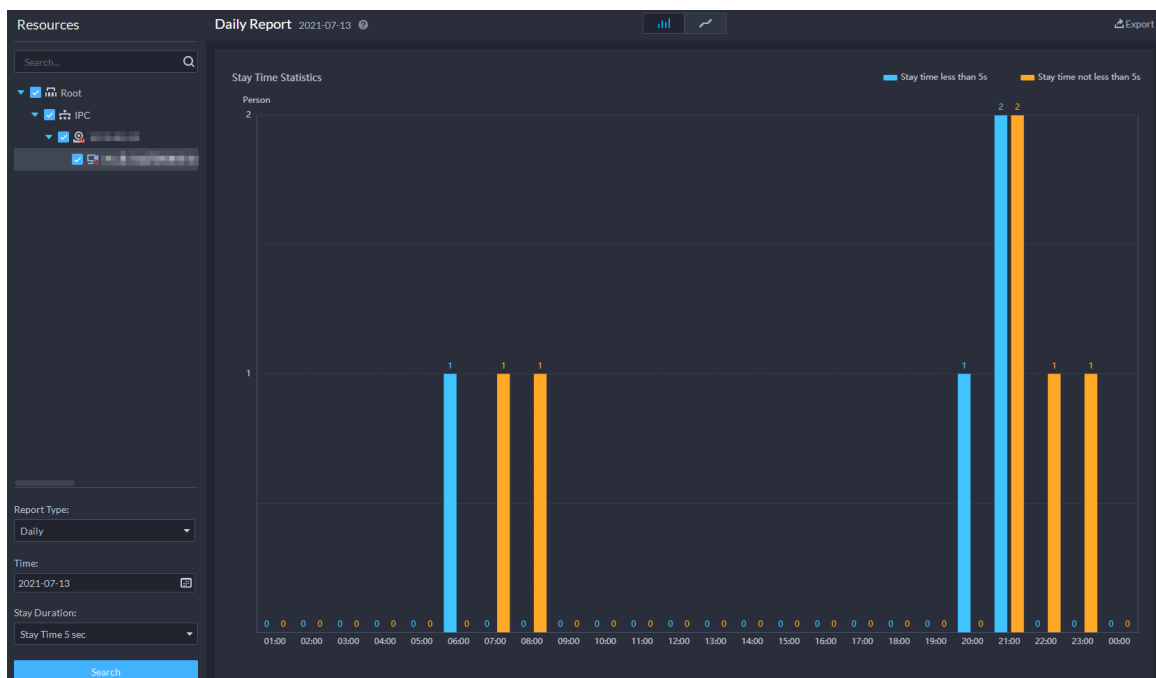 Resources
Daily Report 2021-07-13
Export
Search...
Root
IPC
Report Type:
Daily
Time:
2021-07-13
Stay Duration:
Stay Time 5 sec
Search
Stay Time Statistics
Stay time less than 5s Stay time not less than 5s
Person
2 2
2
1 1 1 1 1 1
1
0 0 0 0 0 0 0 0 0 0 0 0 0 0 0 0 0 0 0 0 0 0 0 0 0 0 0 0 0 0 0 0 0 0 0 0 0 0 0 0
01:00 02:00 03:00 04:00 05:00 06:00 07:00 08:00 09:00 10:00 11:00 12:00 13:00 14:00 15:00 16:00 17:00 18:00 19:00 20:00 21:00 22:00 23:00 00:00